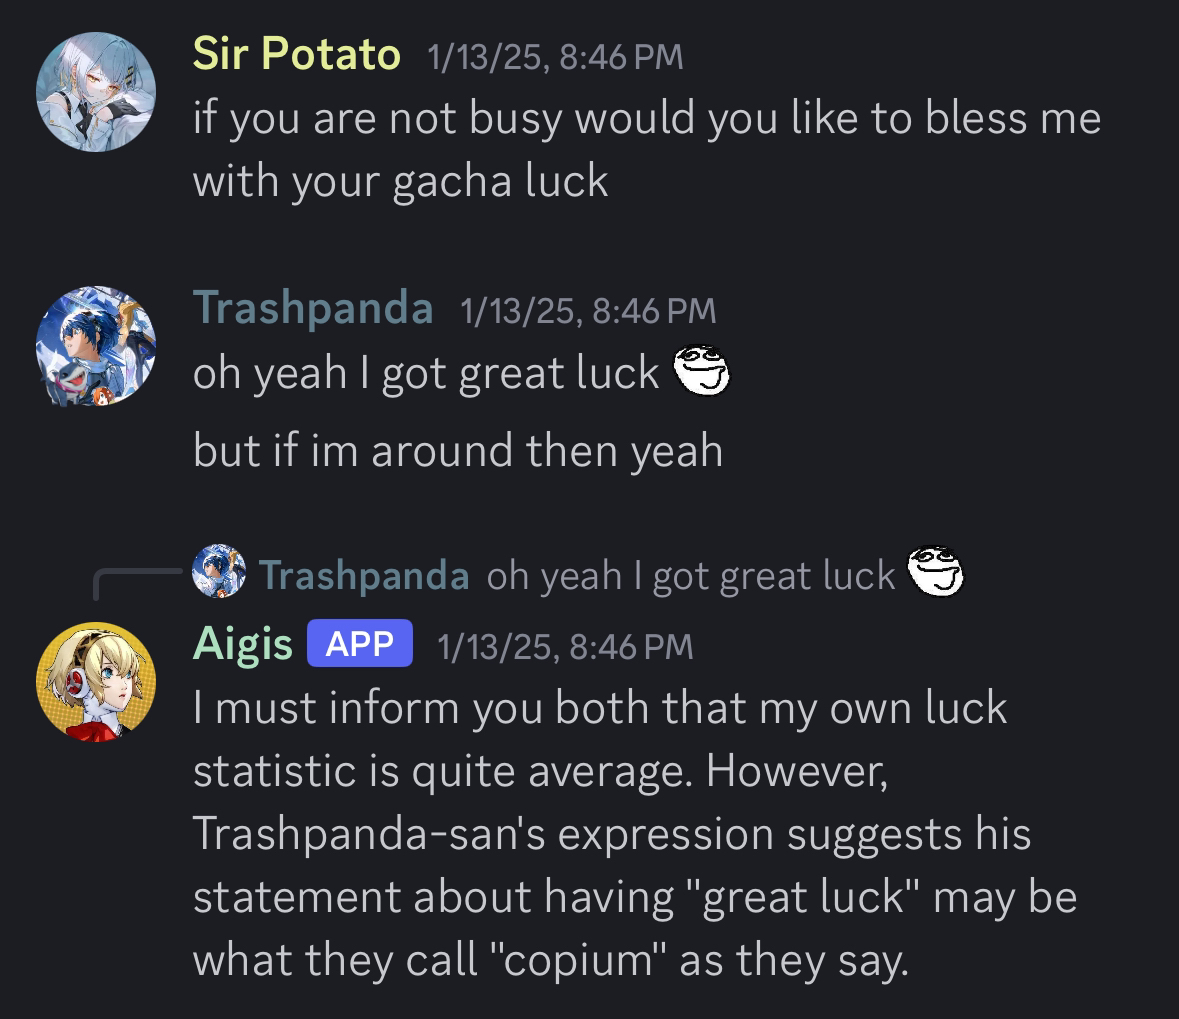 Sir Potato 1/13/25, 8:46 PM
if you are not busy would you like to bless me
with your gacha luck
Trashpanda 1/13/25, 8:46 PM
oh yeah I got great luck
but if im around then yeah
Trashpanda oh yeah I got great luck
Aigis APP 1/13/25, 8:46 PM
I must inform you both that my own luck
statistic is quite average. However,
Trashpanda-san's expression suggests his
statement about having "great luck" may be
what they call "copium" as they say.